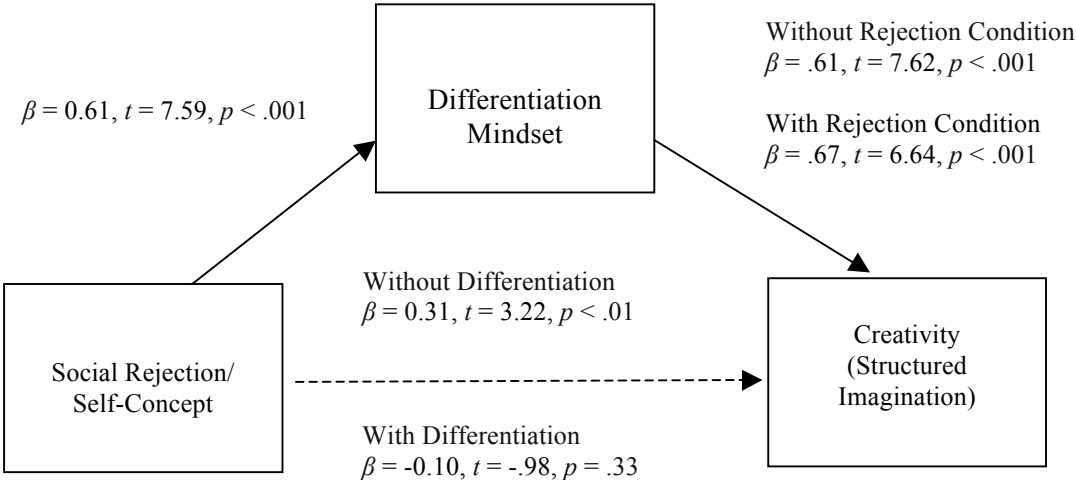 Without Rejection Condition
β = .61, t = 7.62, p < .001
With Rejection Condition
β = .67, t = 6.64, p < .001
β = 0.61, t = 7.59, p < .001
Differentiation
Mindset
Without Differentiation
β = 0.31, t = 3.22, p < .01
Social Rejection/
Self-Concept
Creativity
(Structured
Imagination)
With Differentiation
β = -0.10, t = -.98, p = .33